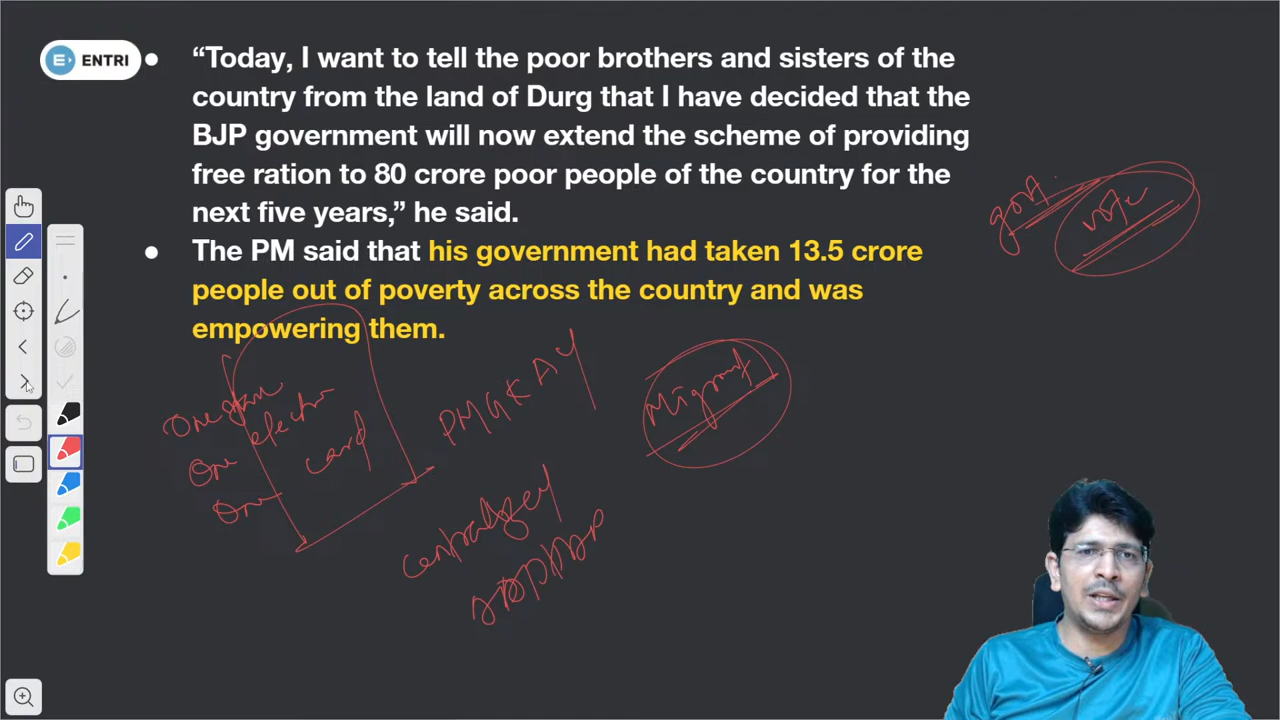 ENTRI
● “Today, I want to tell the poor brothers and sisters of the
country from the land of Durg that I have decided that the
BJP government will now extend the scheme of providing
free ration to 80 crore poor people of the country for the
next five years,” he said.
● The PM said that his government had taken 13.5 crore
people out of poverty across the country and was
empowering them.
govt.
vote
PMGKAY
Migrant
One
One elector
One card